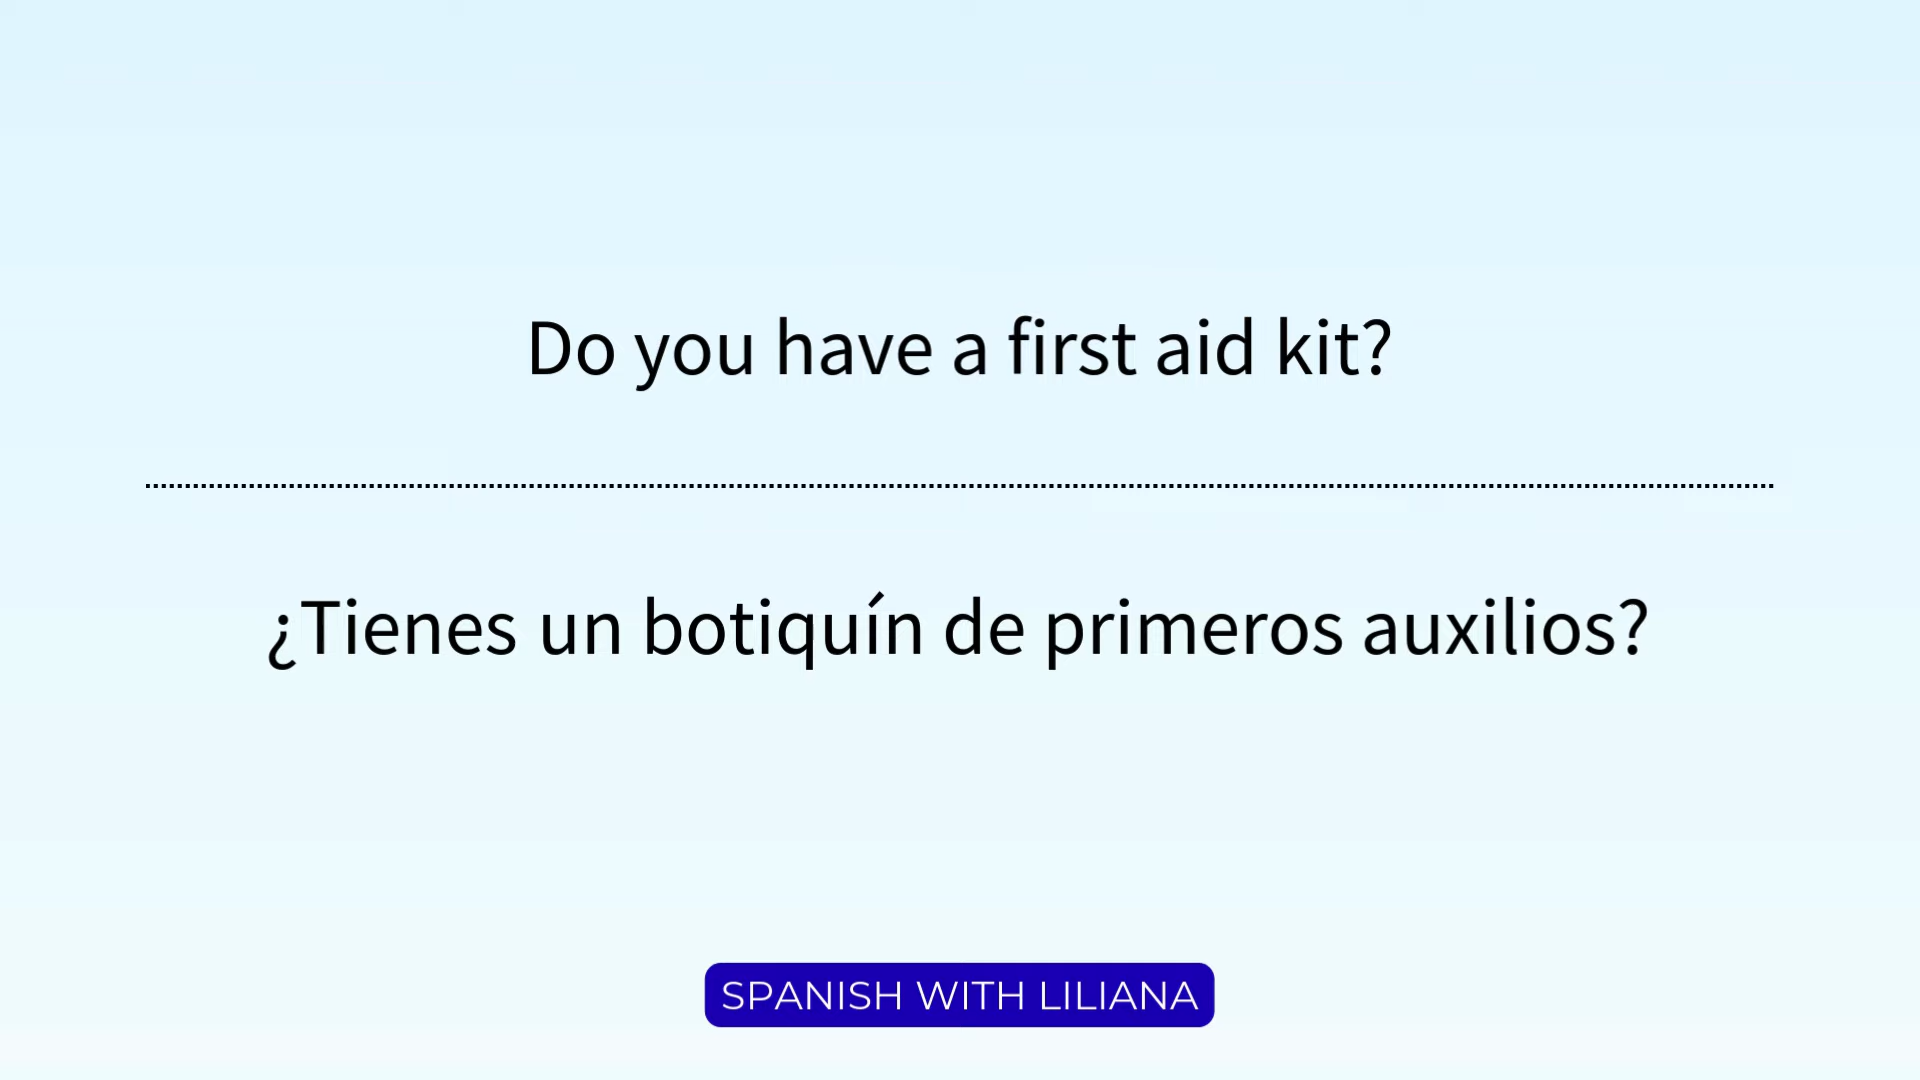 Do you have a first aid kit?
¿Tienes un botiquín de primeros auxilios?
SPANISH WITH LILIANA